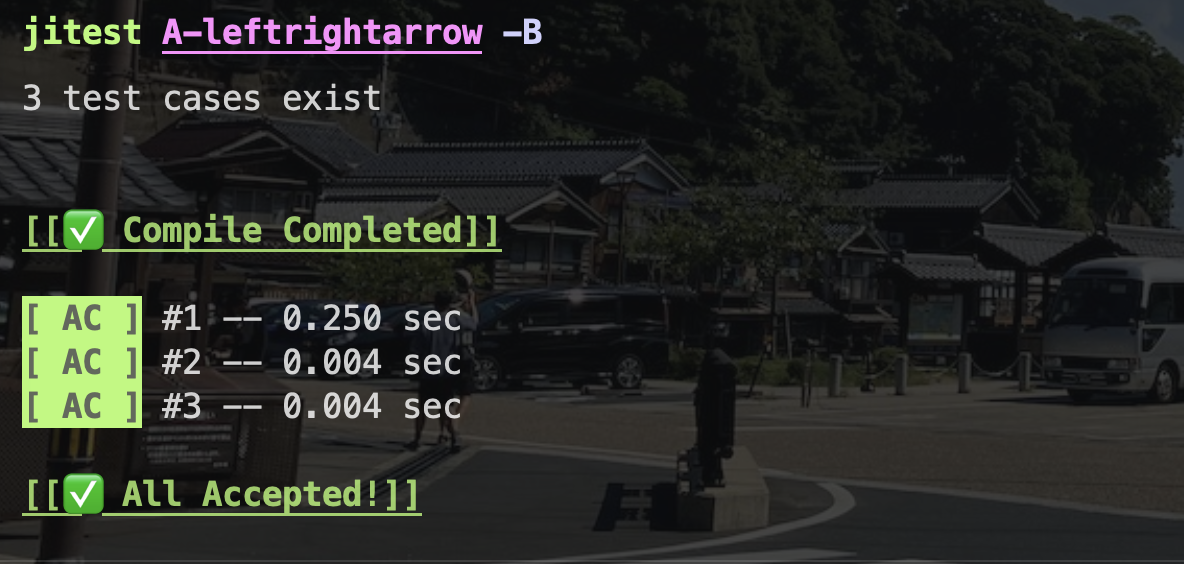 jitest A-leftrightarrow -B
3 test cases exist
[[✅ Compile Completed]]
[ AC ] #1 -- 0.250 sec
[ AC ] #2 -- 0.004 sec
[ AC ] #3 -- 0.004 sec
[[✅ All Accepted!]]